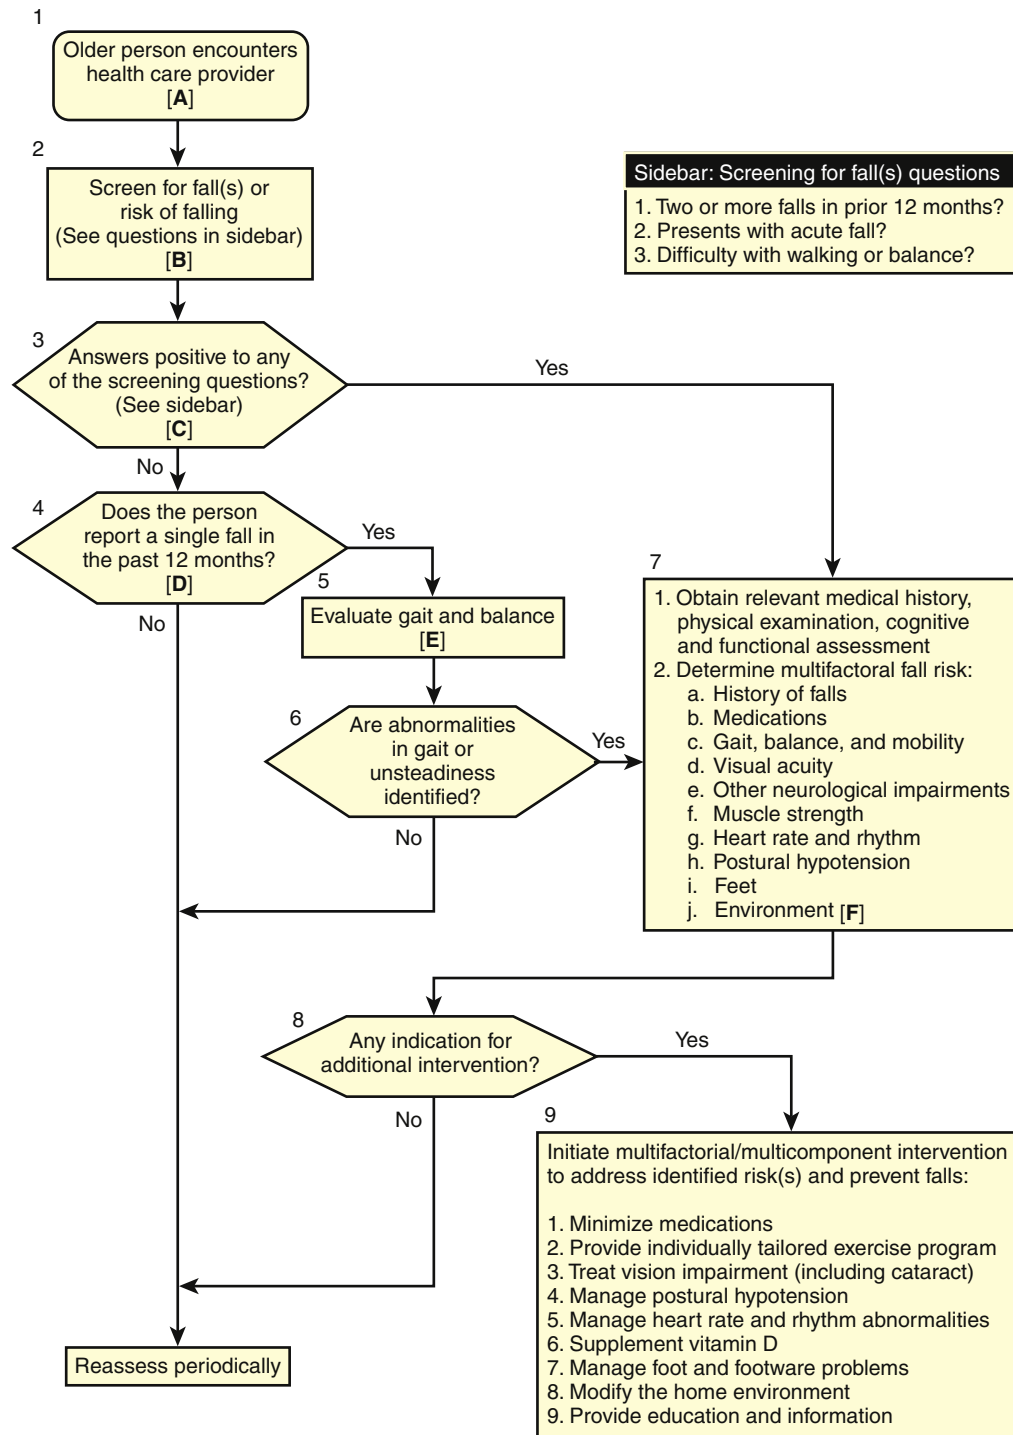 1
Older person encounters
health care provider
[A]
2
Screen for fall(s) or
risk of falling
(See questions in sidebar)
[B]
Sidebar: Screening for fall(s) questions
1. Two or more falls in prior 12 months?
2. Presents with acute fall?
3. Difficulty with walking or balance?
3
Answers positive to any
of the screening questions?
(See sidebar)
[C]
Yes
No
4
Does the person
report a single fall in
the past 12 months?
[D]
Yes
No
5
Evaluate gait and balance
[E]
6
Are abnormalities
in gait or
unsteadiness
identified?
Yes
No
7
1. Obtain relevant medical history,
physical examination, cognitive
and functional assessment
2. Determine multifactoral fall risk:
a. History of falls
b. Medications
c. Gait, balance, and mobility
d. Visual acuity
e. Other neurological impairments
f. Muscle strength
g. Heart rate and rhythm
h. Postural hypotension
i. Feet
j. Environment [F]
8
Any indication for
additional intervention?
Yes
No
9
Initiate multifactorial/multicomponent intervention
to address identified risk(s) and prevent falls:
1. Minimize medications
2. Provide individually tailored exercise program
3. Treat vision impairment (including cataract)
4. Manage postural hypotension
5. Manage heart rate and rhythm abnormalities
6. Supplement vitamin D
7. Manage foot and footware problems
8. Modify the home environment
9. Provide education and information
Reassess periodically